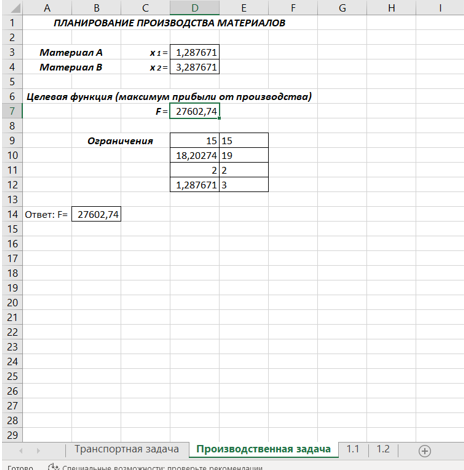 A B C D E F G H I
1 ПЛАНИРОВАНИЕ ПРОИЗВОДСТВА МАТЕРИАЛОВ
2
3 Материал А x 1 = 1,287671
4 Материал В x 2 = 3,287671
5
6 Целевая функция (максимум прибыли от производства)
7 F = 27602,74
8
9 Ограничения 15 15
10 18,20274 19
11 2 2
12 1,287671 3
13
14 Ответ: F= 27602,74
15
16
17
18
19
20
21
22
23
24
25
26
27
28
29
Транспортная задача Производственная задача 1.1 1.2
Готово Специальные возможности: проверьте рекомендации